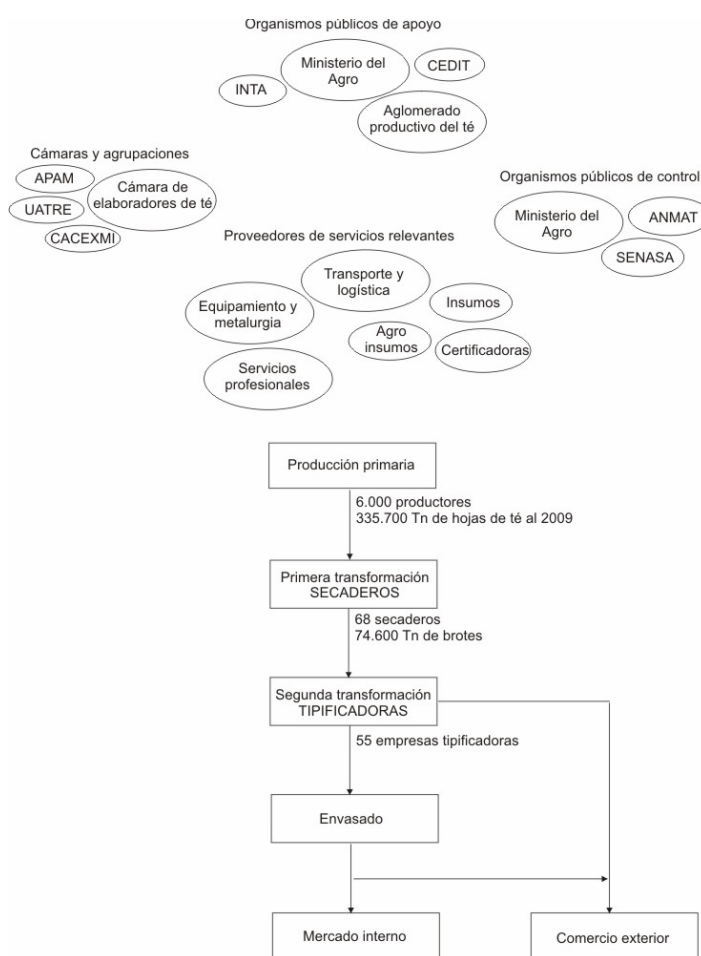 Organismos públicos de apoyo
Ministerio del
Agro
CEDIT
INTA
Aglomerado
productivo del té
Cámaras y agrupaciones
APAM
Cámara de
elaboradores de té
UATRE
CACEXMI
Organismos públicos de control
Ministerio del
Agro
ANMAT
SENASA
Proveedores de servicios relevantes
Transporte y
logística
Equipamiento y
metalurgia
Insumos
Agro
insumos
Certificadoras
Servicios
profesionales
Producción primaria
6.000 productores
335.700 Tn de hojas de té al 2009
Primera transformación
SECADEROS
68 secaderos
74.600 Tn de brotes
Segunda transformación
TIPIFICADORAS
55 empresas tipificadoras
Envasado
Mercado interno
Comercio exterior